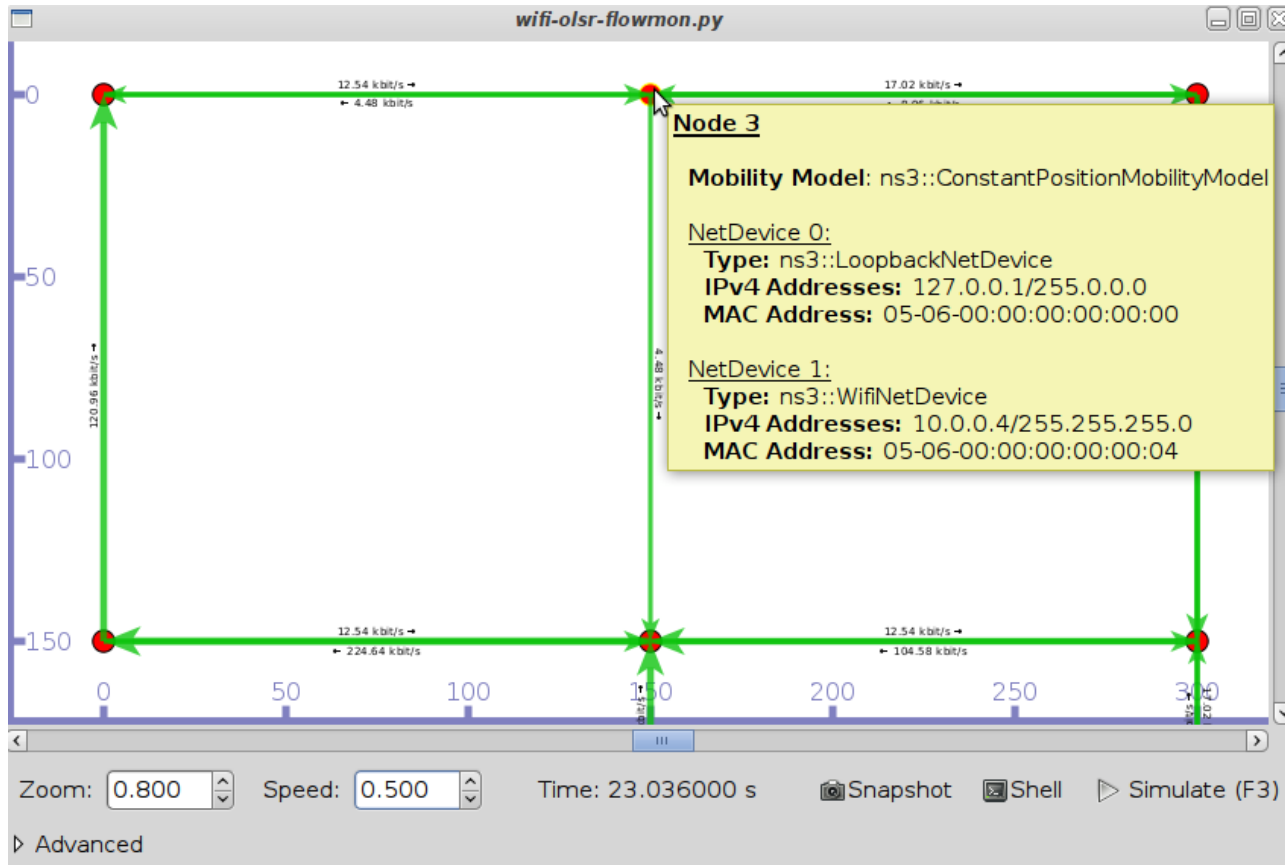 wifi-olsr-flowmon.py
0
12.54 kbit/s →
← 4.48 kbit/s
17.02 kbit/s →
Node 3
Mobility Model: ns3::ConstantPositionMobilityModel
NetDevice 0:
Type: ns3::LoopbackNetDevice
IPv4 Addresses: 127.0.0.1/255.0.0.0
MAC Address: 05-06-00:00:00:00:00:00
NetDevice 1:
Type: ns3::WifiNetDevice
IPv4 Addresses: 10.0.0.4/255.255.255.0
MAC Address: 05-06-00:00:00:00:00:04
50
120.96 kbit/s →
4.48 kbit/s →
100
150
12.54 kbit/s →
← 224.64 kbit/s
12.54 kbit/s →
← 104.58 kbit/s
0 50 100 150 200 250 300
kbit/s →
17.02
Zoom: 0.800 Speed: 0.500 Time: 23.036000 s Snapshot Shell Simulate (F3)
Advanced